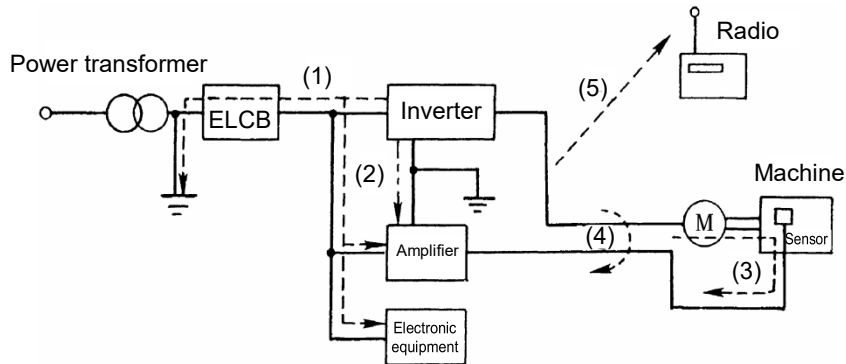 Radio
Power transformer
(1)
(5)
ELCB
Inverter
(2)
Machine
M
Sensor
Amplifier
(4)
(3)
Electronic
equipment